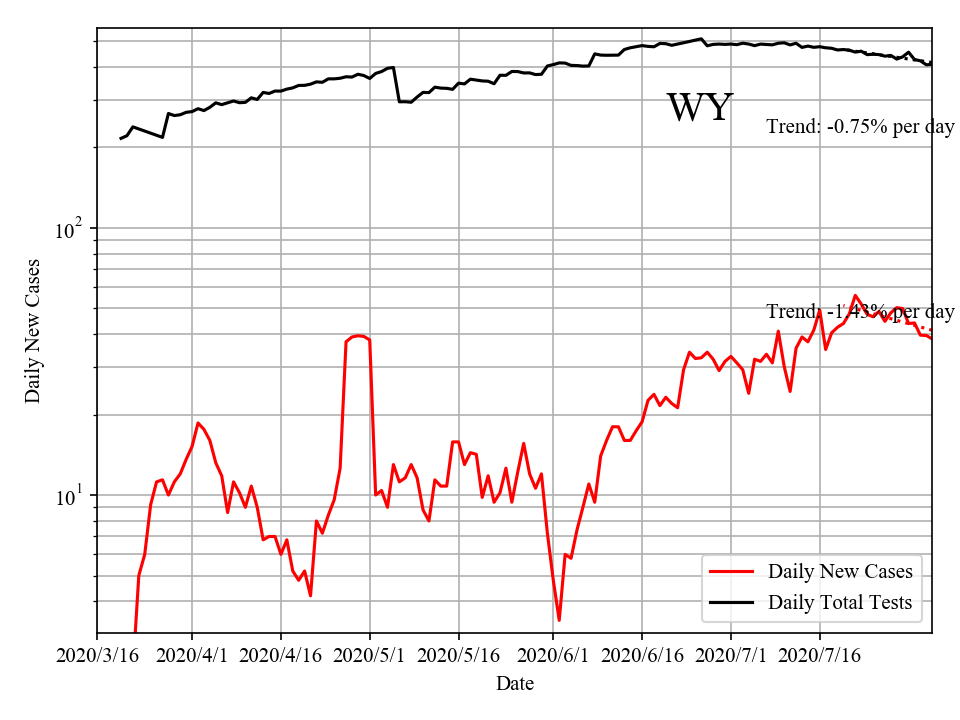 WY
Trend: -0.75% per day
10²
Trend: -1.43% per day
Daily New Cases
10¹
Daily New Cases
Daily Total Tests
2020/3/16 2020/4/1 2020/4/16 2020/5/1 2020/5/16 2020/6/1 2020/6/16 2020/7/1 2020/7/16
Date